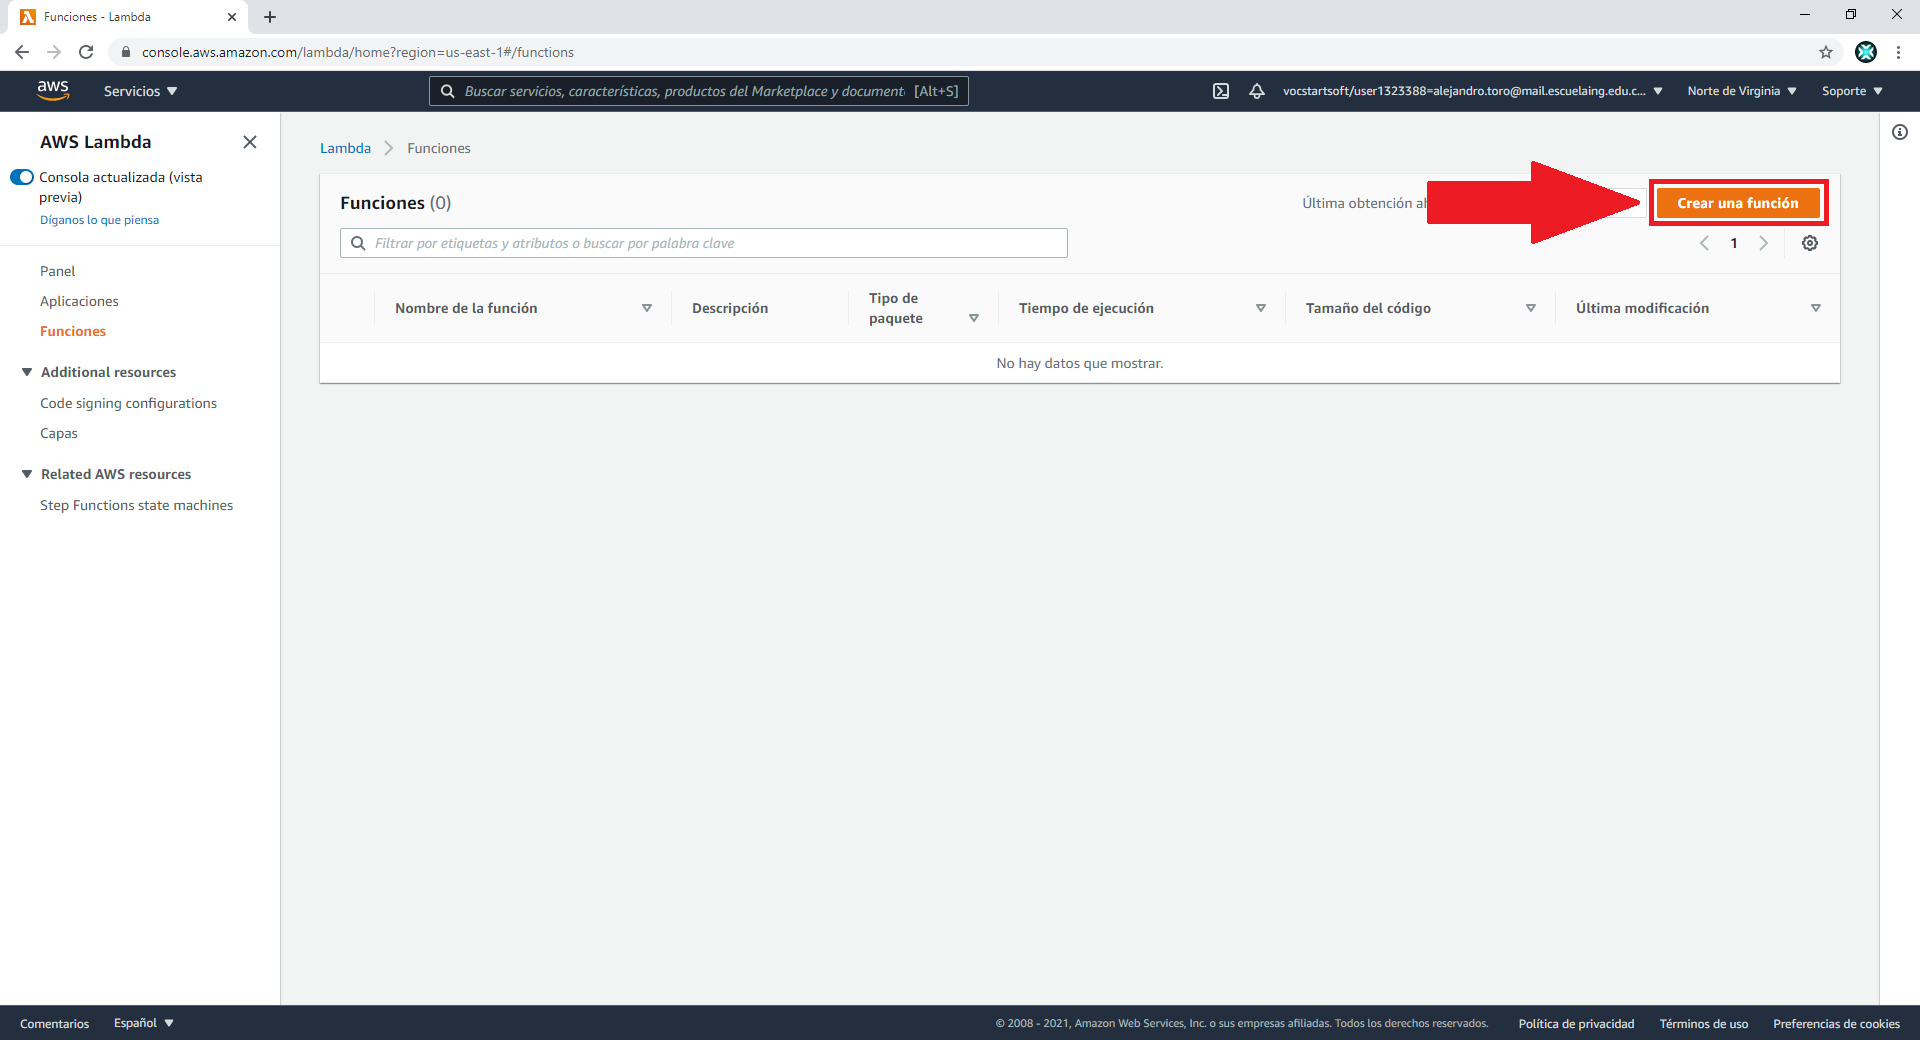 Funciones - Lambda
console.aws.amazon.com/lambda/home?region=us-east-1#/functions
aws
Servicios
Buscar servicios, características, productos del Marketplace y document [Alt+S]
vocstartsoft/user1323388=alejandro.toro@mail.escuelaing.edu.c...
Norte de Virginia
Soporte
AWS Lambda
Consola actualizada (vista
previa)
Díganos lo que piensa
Panel
Aplicaciones
Funciones
Additional resources
Code signing configurations
Capas
Related AWS resources
Step Functions state machines
Lambda
Funciones
Funciones (0)
Última obtención
Crear una función
Filtrar por etiquetas y atributos o buscar por palabra clave
1
Nombre de la función
Descripción
Tipo de
paquete
Tiempo de ejecución
Tamaño del código
Última modificación
No hay datos que mostrar.
Comentarios
Español
© 2008 - 2021, Amazon Web Services, Inc. o sus empresas afiliadas. Todos los derechos reservados.
Política de privacidad
Términos de uso
Preferencias de cookies